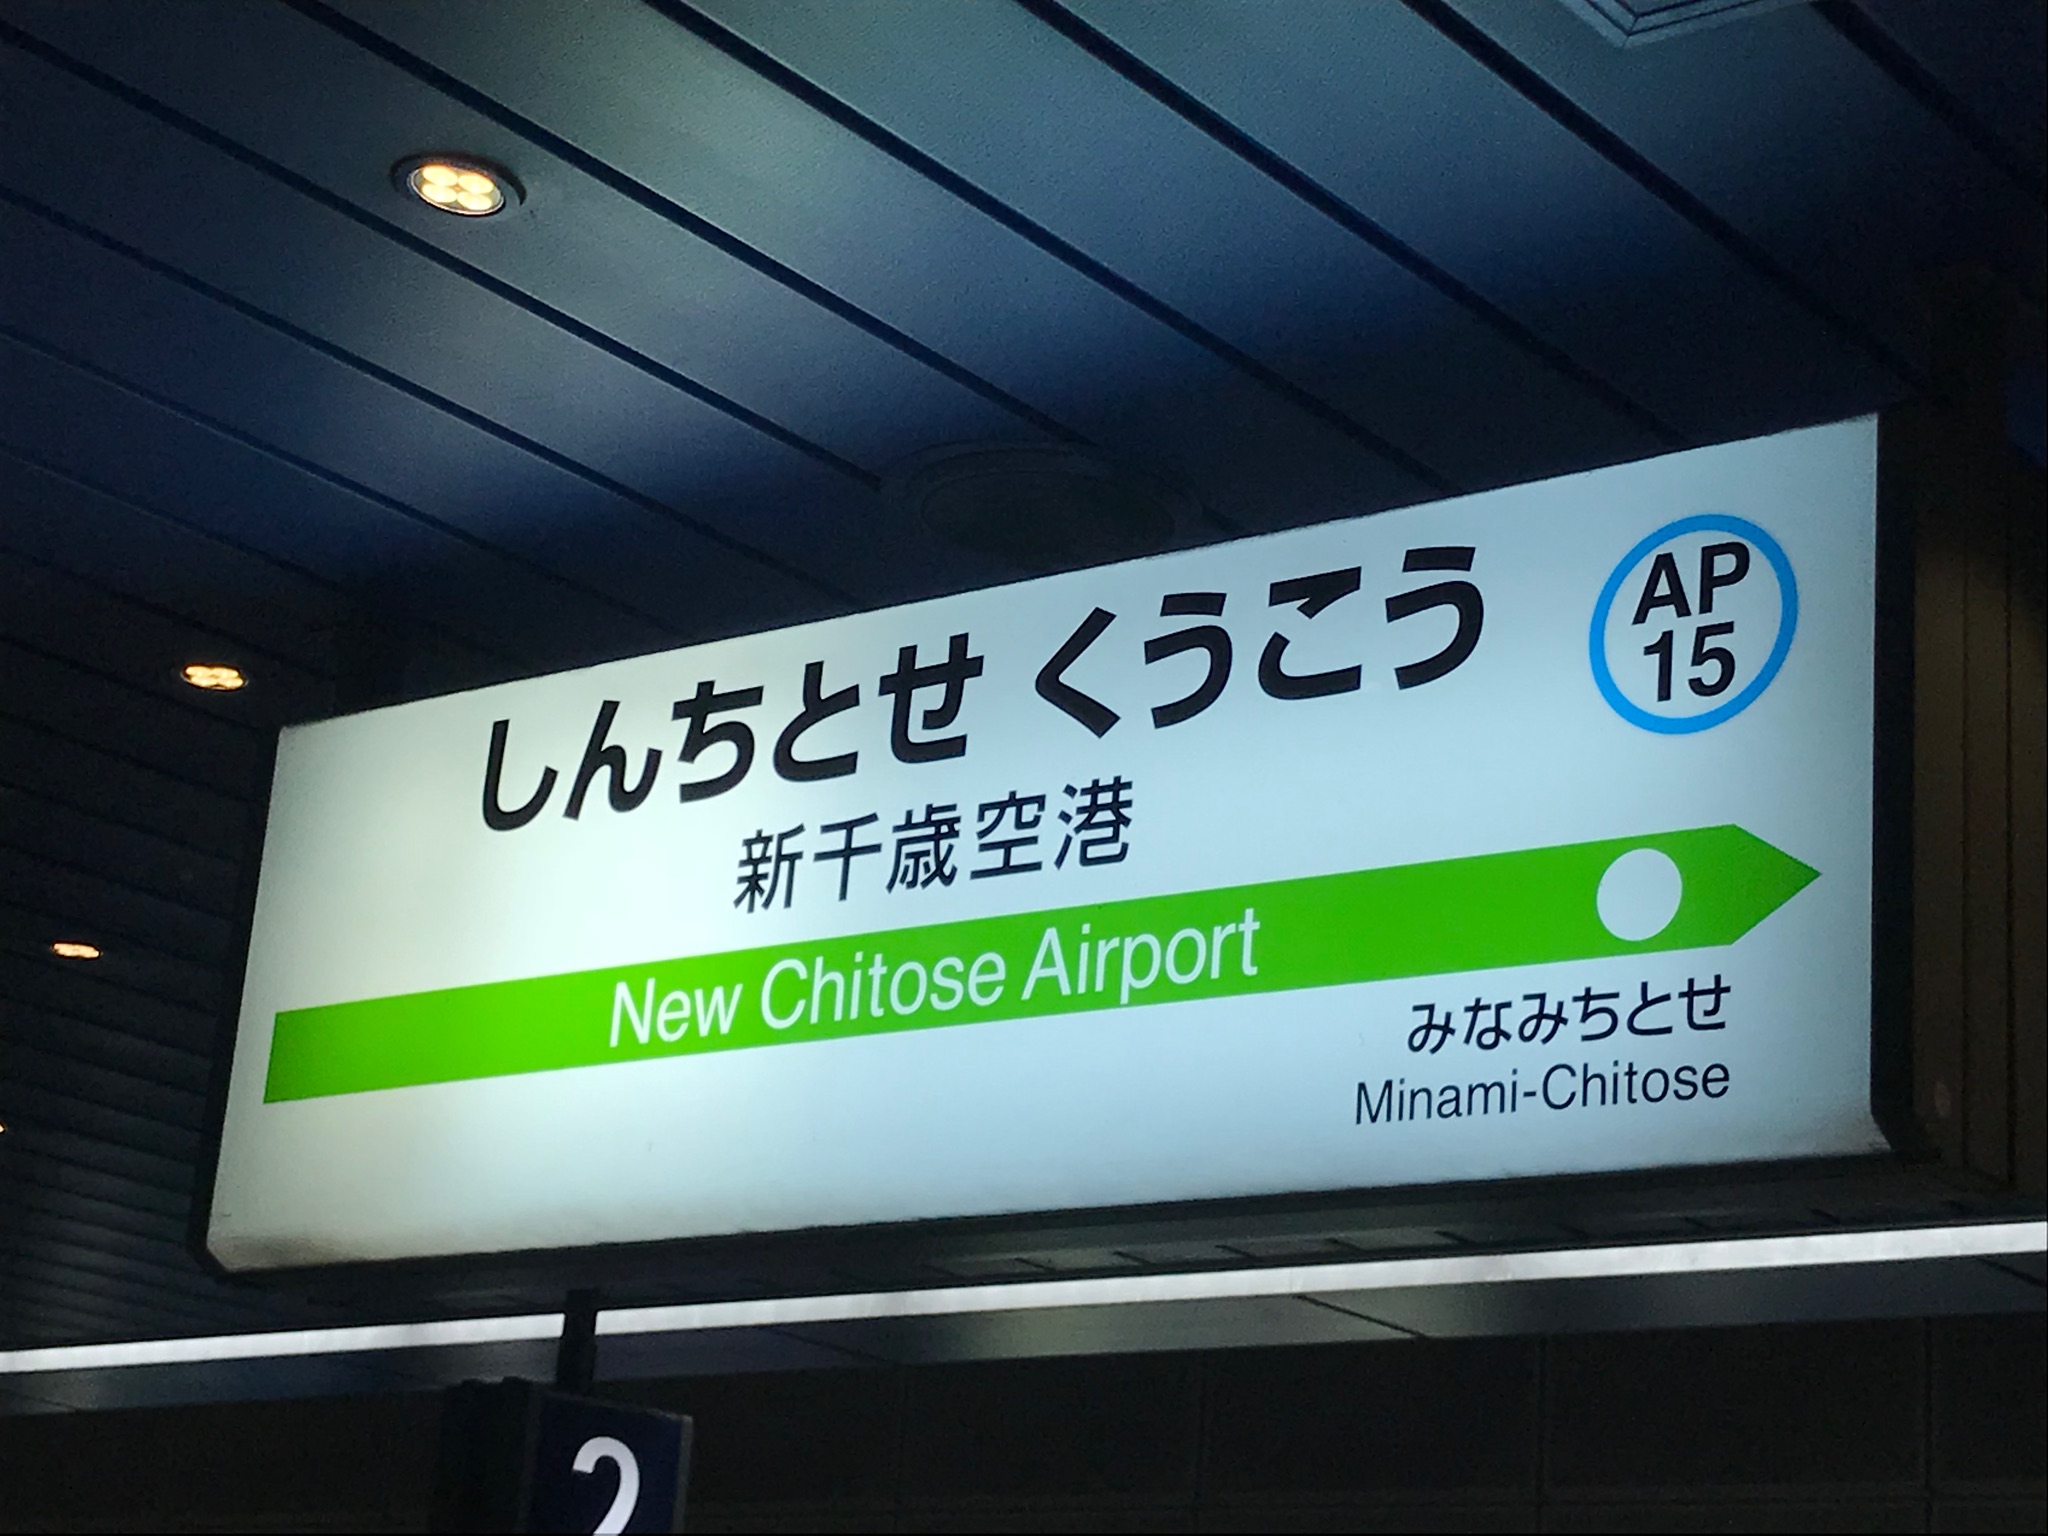 しんちとせ くうこう
AP
15
新千歳空港
New Chitose Airport
みなみちとせ
Minami-Chitose
2